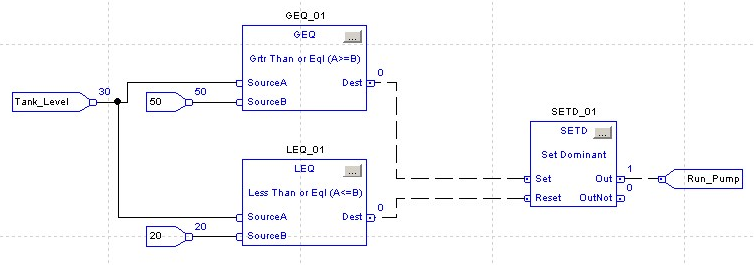 GEQ_01
GEQ
...
Grtr Than or Eql (A>=B)
30
0
Tank_Level
50
50
SourceA
Dest
SourceB
SETD_01
SETD
...
LEQ_01
LEQ
...
Set Dominant
Less Than or Eql (A<=B)
1
Set
Out
Run_Pump
0
Reset
OutNot
0
SourceA
Dest
20
20
SourceB